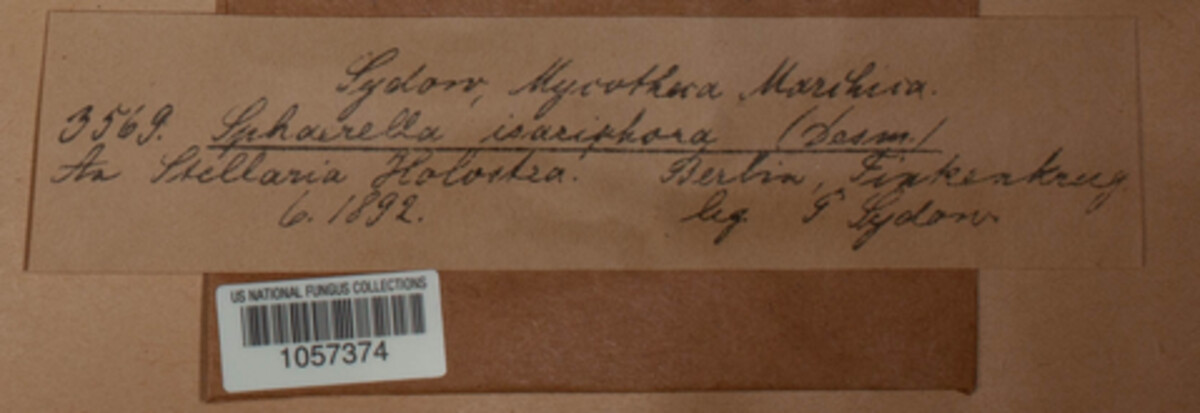 Sydow, Mycotheca Marchica.
3569. Sphaerella isariphora (Desm.)
An Stellaria Holostea. Berlin, Finkenkrug
6. 1892. leg. P Sydow.
US NATIONAL FUNGUS COLLECTIONS
1057374